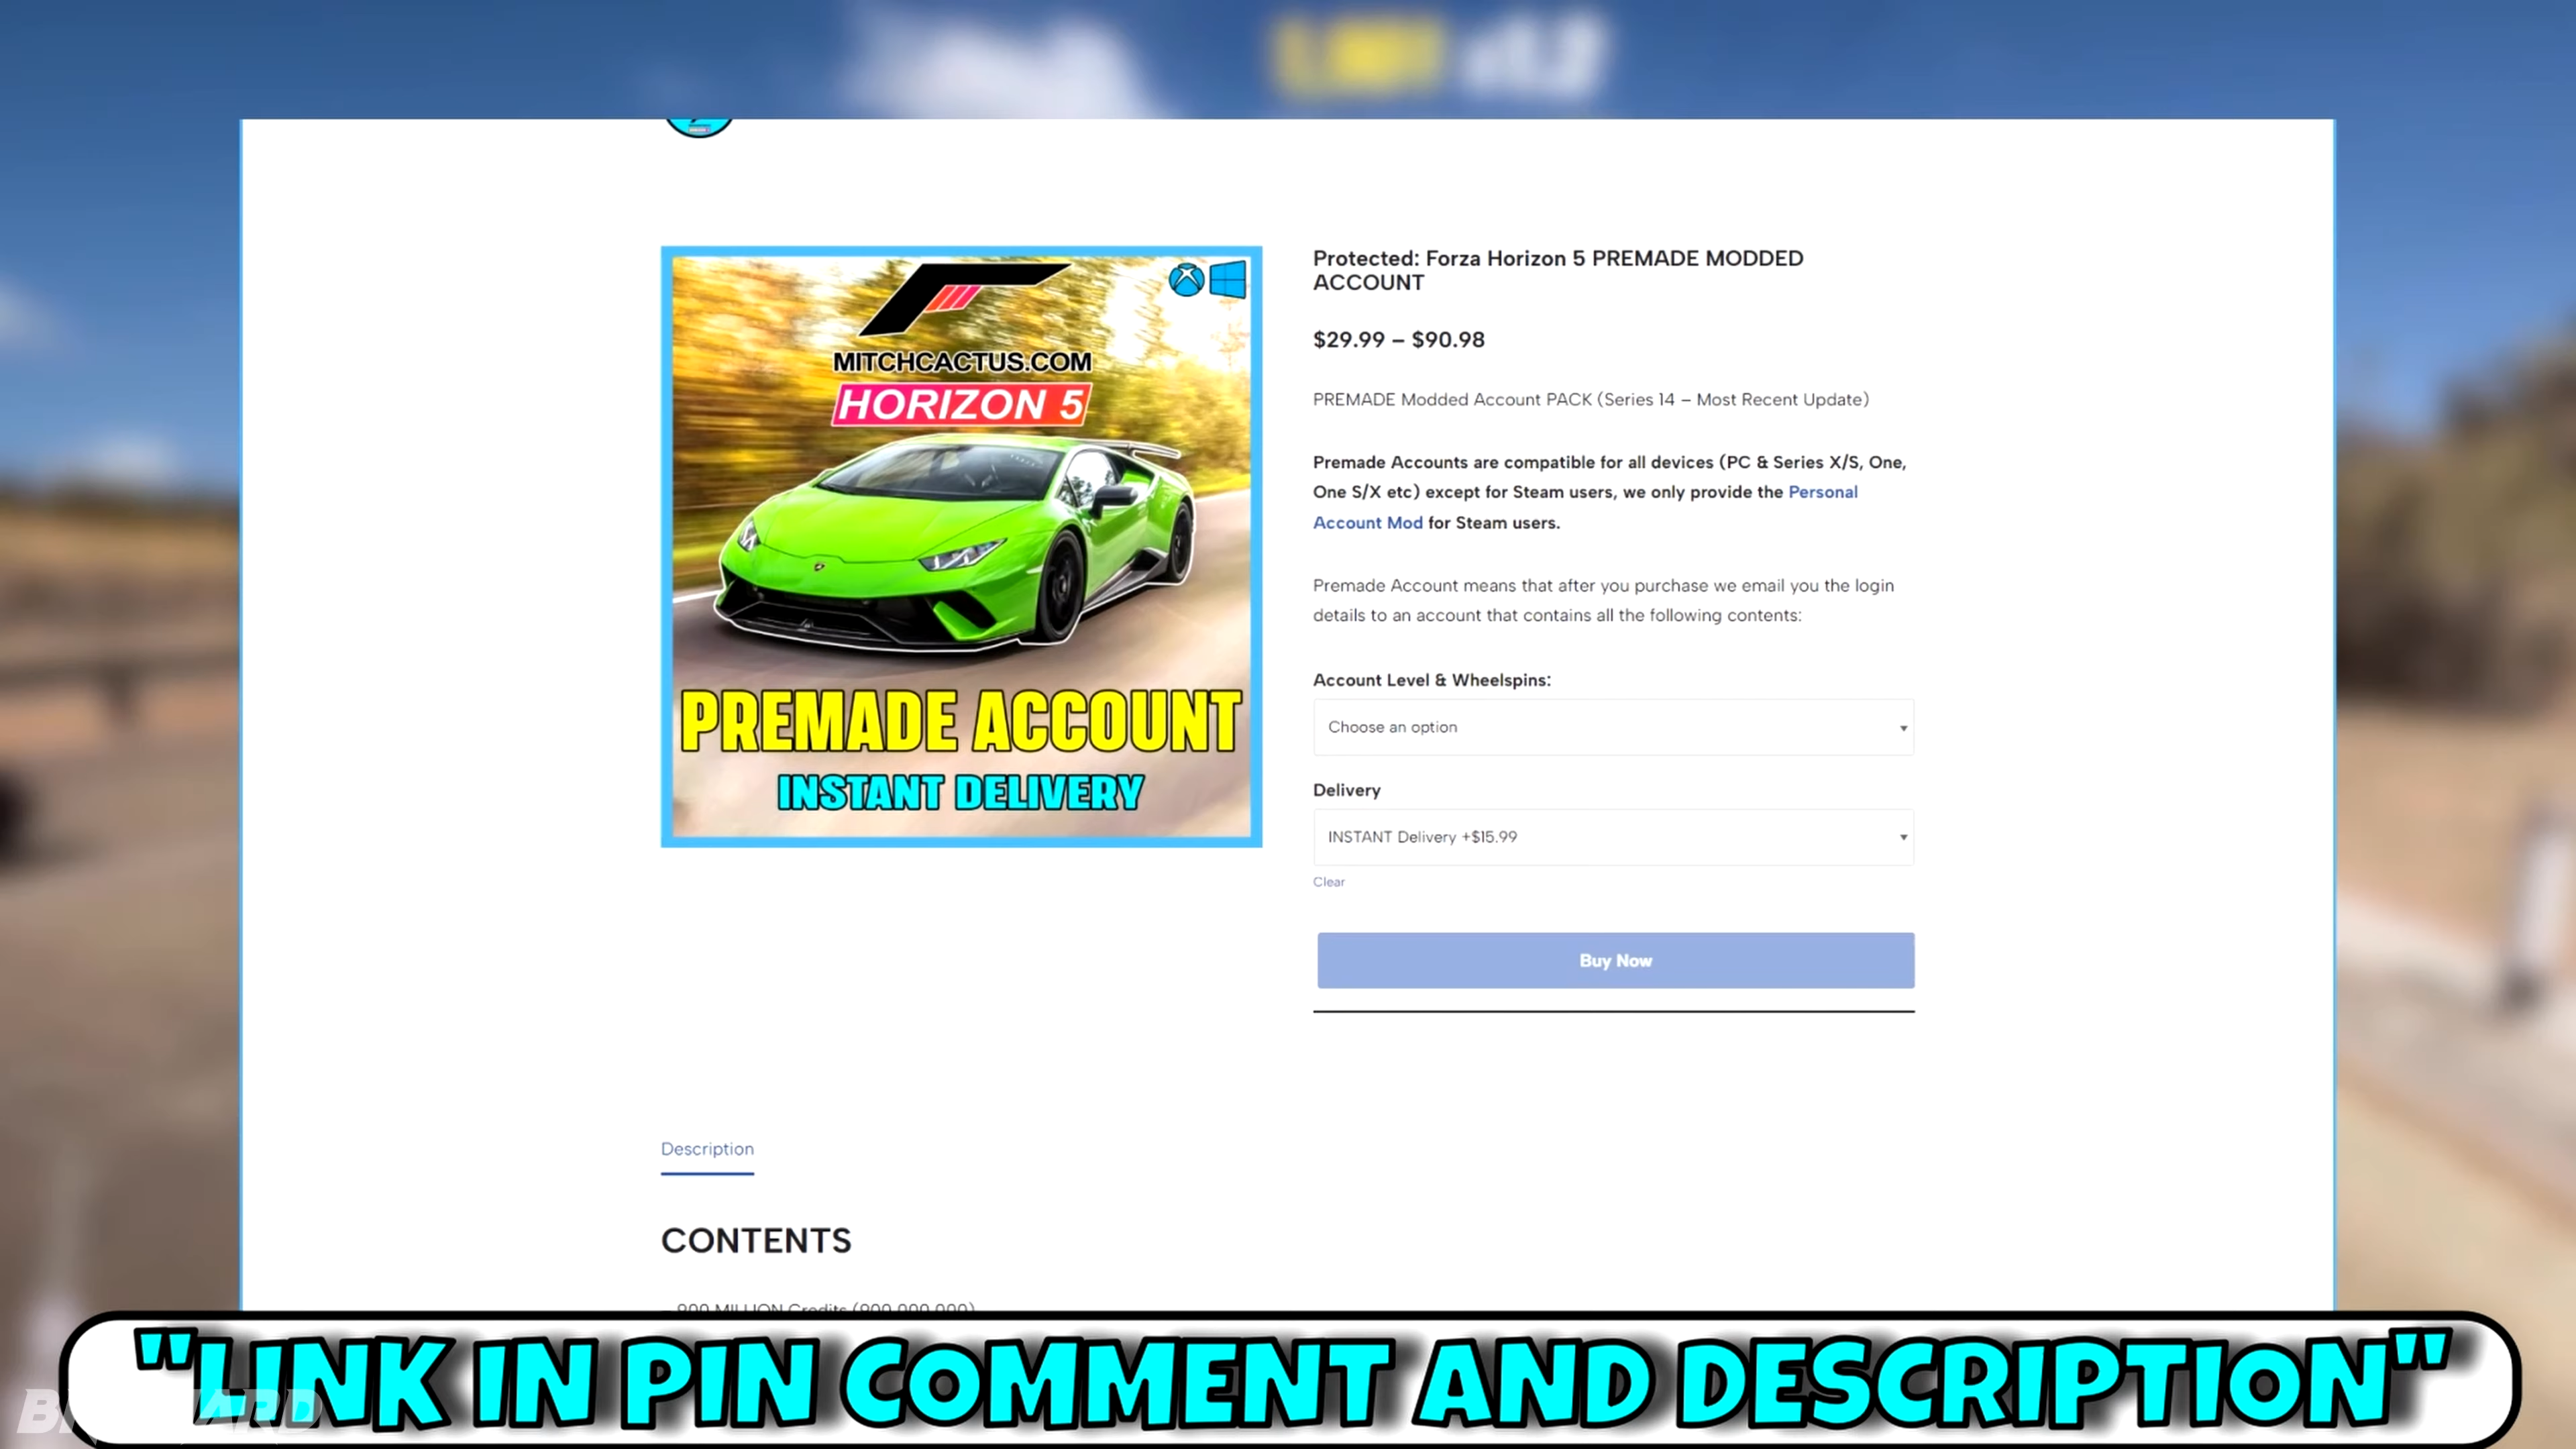 MITCHCACTUS.COM
HORIZON 5
PREMADE ACCOUNT
INSTANT DELIVERY
Protected: Forza Horizon 5 PREMADE MODDED
ACCOUNT
$29.99 – $90.98
PREMADE Modded Account PACK (Series 14 – Most Recent Update)
Premade Accounts are compatible for all devices (PC & Series X/S, One,
One S/X etc) except for Steam users, we only provide the Personal
Account Mod for Steam users.
Premade Account means that after you purchase we email you the login
details to an account that contains all the following contents:
Account Level & Wheelspins:
Choose an option
Delivery
INSTANT Delivery +$15.99
Clear
Buy Now
Description
CONTENTS
MILLION Credits
"LINK IN PIN COMMENT AND DESCRIPTION"